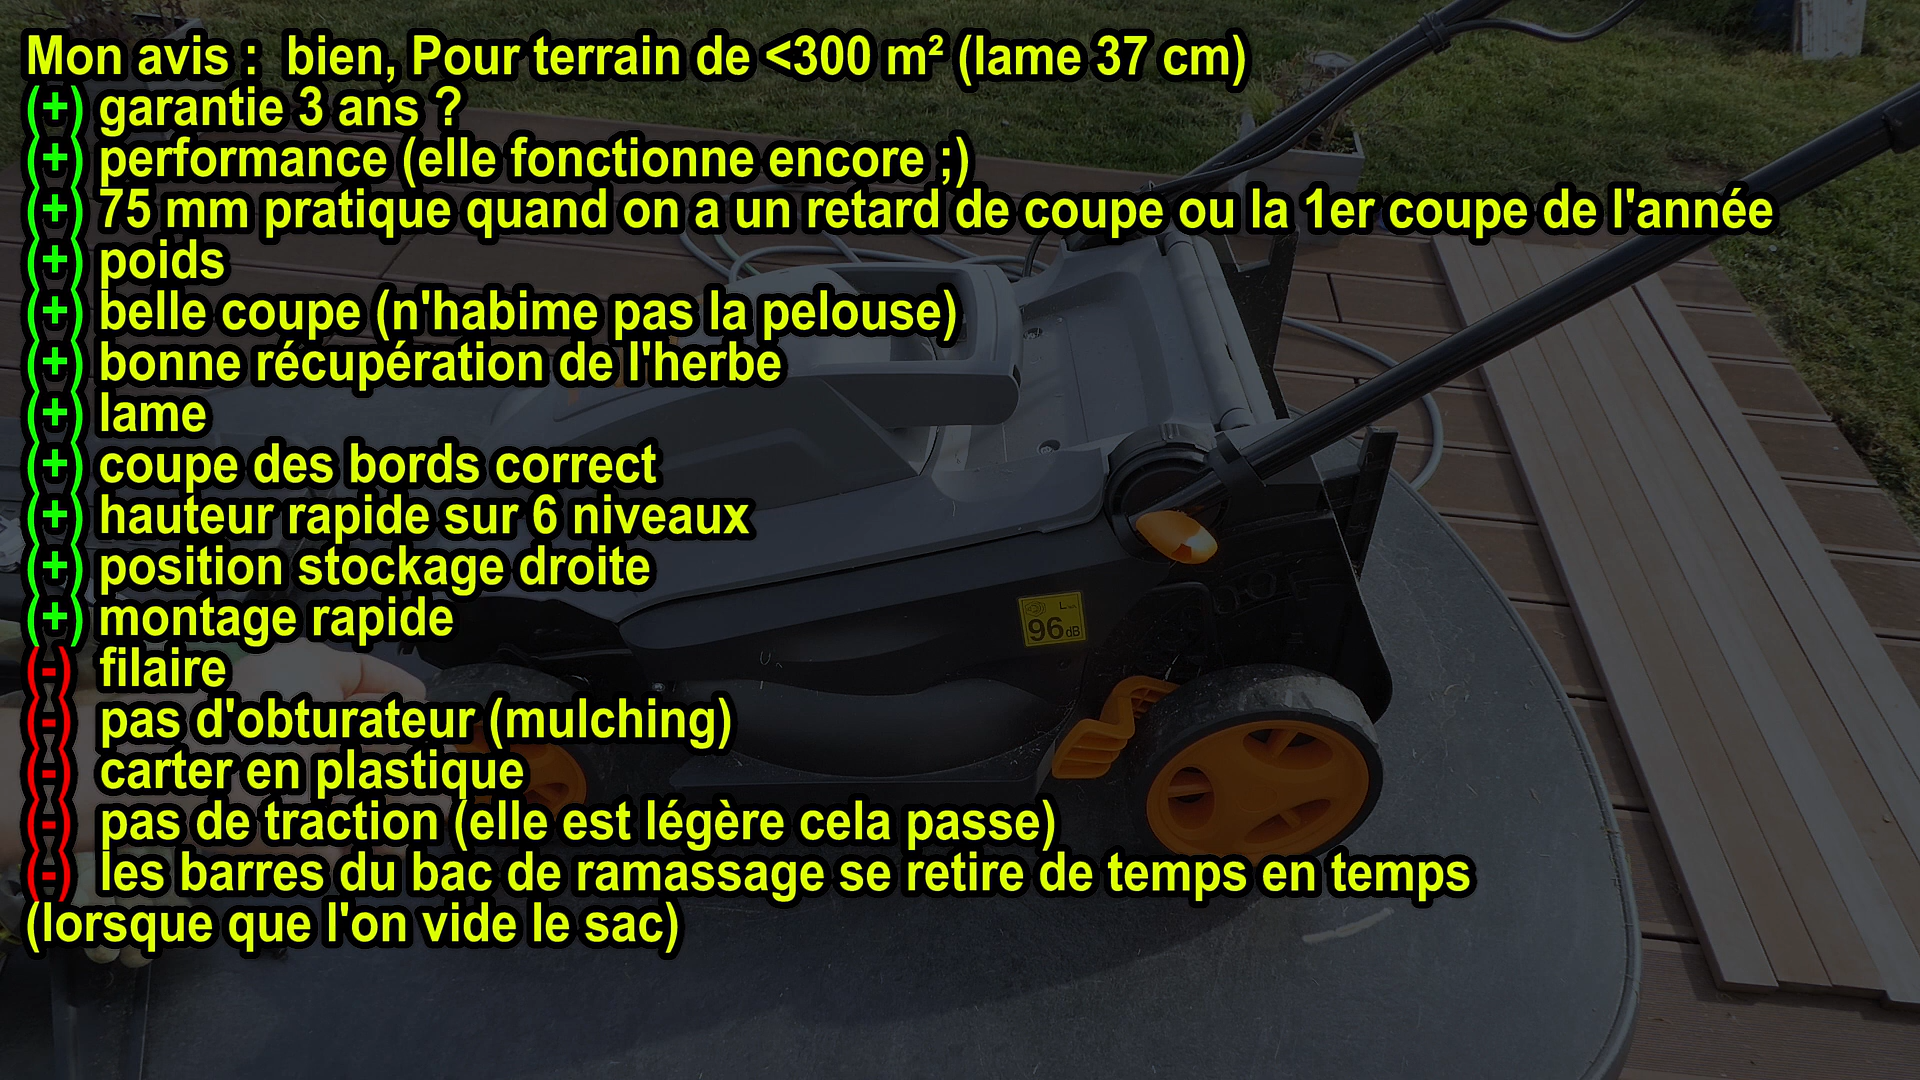 Mon avis :  bien, Pour terrain de <300 m² (lame 37 cm)
(+) garantie 3 ans ?
(+) performance (elle fonctionne encore ;)
(+) 75 mm pratique quand on a un retard de coupe ou la 1er coupe de l'année
(+) poids
(+) belle coupe (n'habime pas la pelouse)
(+) bonne récupération de l'herbe
(+) lame
(+) coupe des bords correct
(+) hauteur rapide sur 6 niveaux
(+) position stockage droite
(+) montage rapide
(-) filaire
(-) pas d'obturateur (mulching)
(-) carter en plastique
(-) pas de traction (elle est légère cela passe)
(-) les barres du bac de ramassage se retire de temps en temps
(lorsque que l'on vide le sac)
96 dB